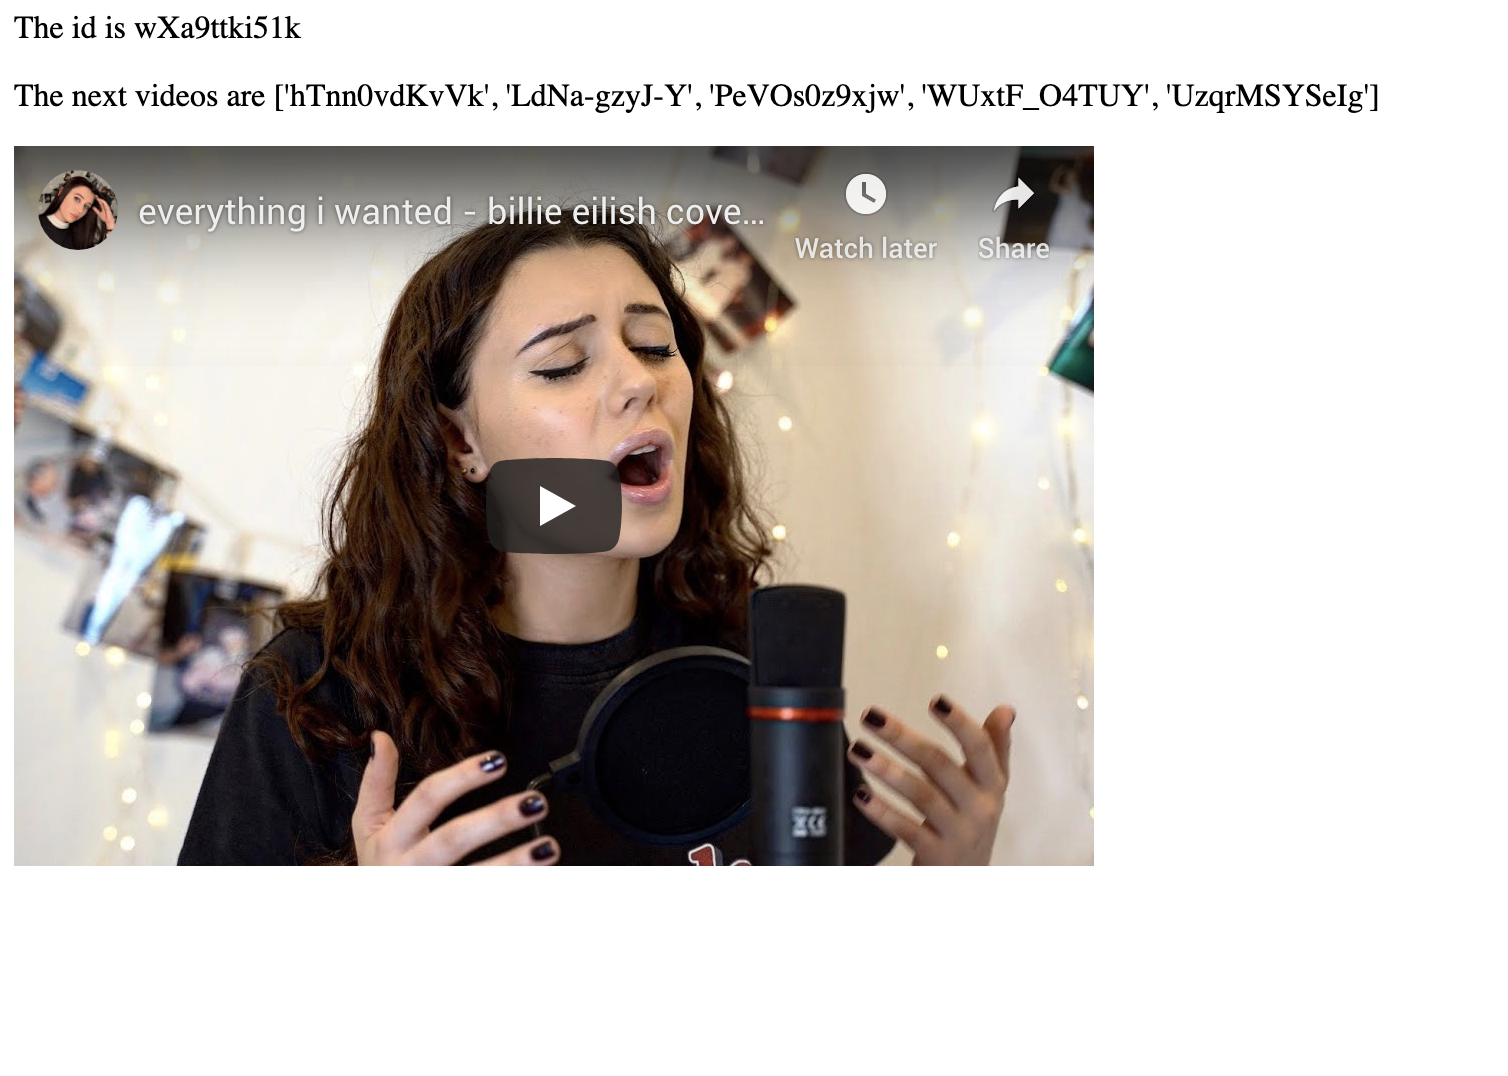 The id is wXa9ttki51k
The next videos are ['hTnn0vdKvVk', 'LdNa-gzyJ-Y', 'PeVOs0z9xjw', 'WUxtF_O4TUY', 'UzqrMSYSeIg']
everything i wanted - billie eilish cove...
Watch later
Share